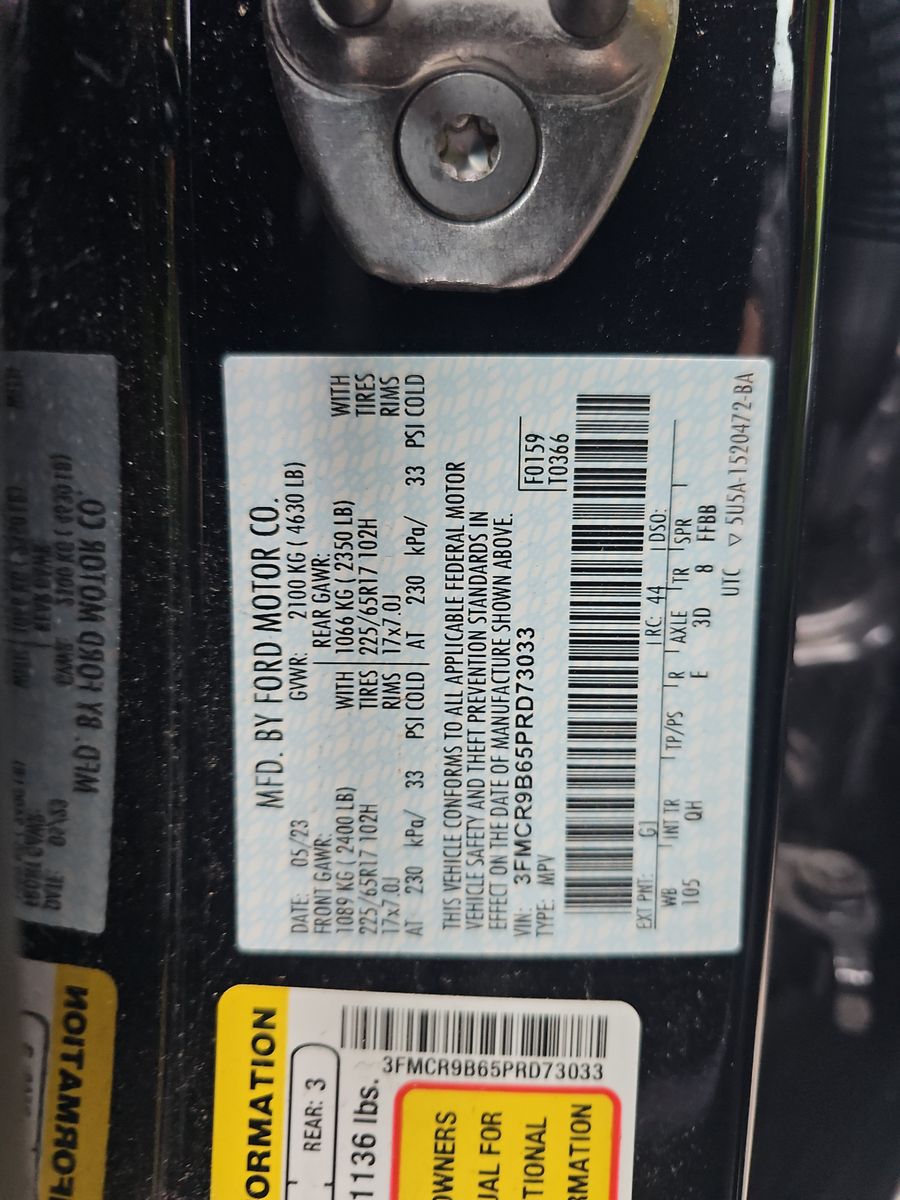 MFD. BY FORD MOTOR CO.
DATE: 05/23 GVWR: 2100 KG ( 4630 LB)
FRONT GAWR: REAR GAWR:
1089 KG ( 2400 LB) WITH 1066 KG ( 2350 LB) WITH
225/65R17 102H TIRES 225/65R17 102H TIRES
17x7.0J RIMS 17x7.0J RIMS
AT 230 kPa/ 33 PSI COLD AT 230 kPa/ 33 PSI COLD
THIS VEHICLE CONFORMS TO ALL APPLICABLE FEDERAL MOTOR
VEHICLE SAFETY AND THEFT PREVENTION STANDARDS IN
EFFECT ON THE DATE OF MANUFACTURE SHOWN ABOVE.
VIN: 3FMCR9B65PRD73033 F0159
TYPE: MPV T0366
EXT PNT: G1 RC: 44 DSO:
WB INT TR TP/PS R AXLE TR SPR
105 QH E 3D 8 FFBB
UTC ▽ 5U5A-1520472-BA
ORMATION
REAR: 3
1136 lbs.
3FMCR9B65PRD73033
OWNERS
UAL FOR
TIONAL
RMATION